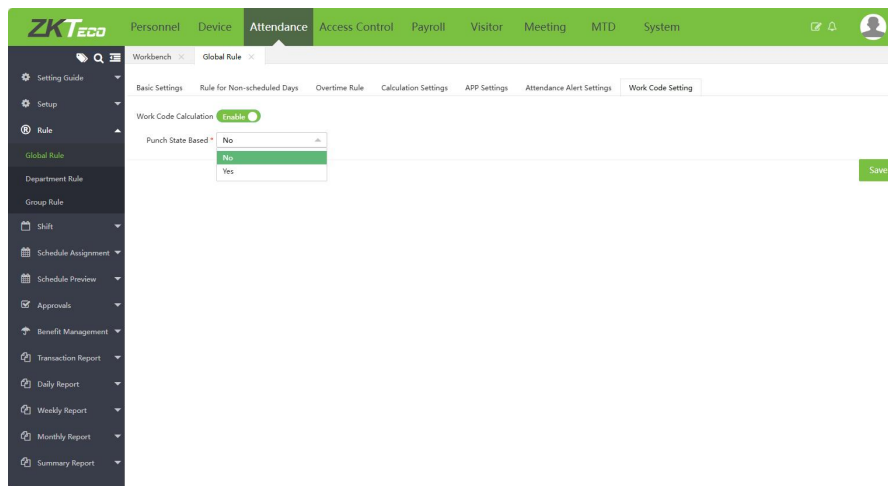 ZKTECO
Personnel Device Attendance Access Control Payroll Visitor Meeting MTD System
Workbench × Global Rule ×
Setting Guide
Setup
Rule
Global Rule
Department Rule
Group Rule
Shift
Schedule Assignment
Schedule Preview
Approvals
Benefit Management
Transaction Report
Daily Report
Weekly Report
Monthly Report
Summary Report
Basic Settings Rule for Non-scheduled Days Overtime Rule Calculation Settings APP Settings Attendance Alert Settings Work Code Setting
Work Code Calculation Enable
Punch State Based * No
No
Yes
Save